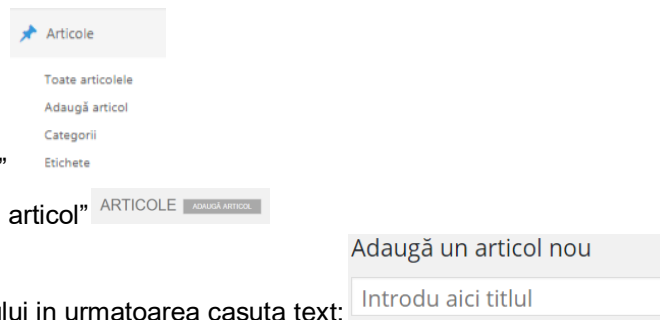 Articole
Toate articolele
Adaugă articol
Categorii
” Etichete
articol” ARTICOLE ADAUGĂ ARTICOL
Adaugă un articol nou
ului in urmatoarea casuta text: Introdu aici titlul